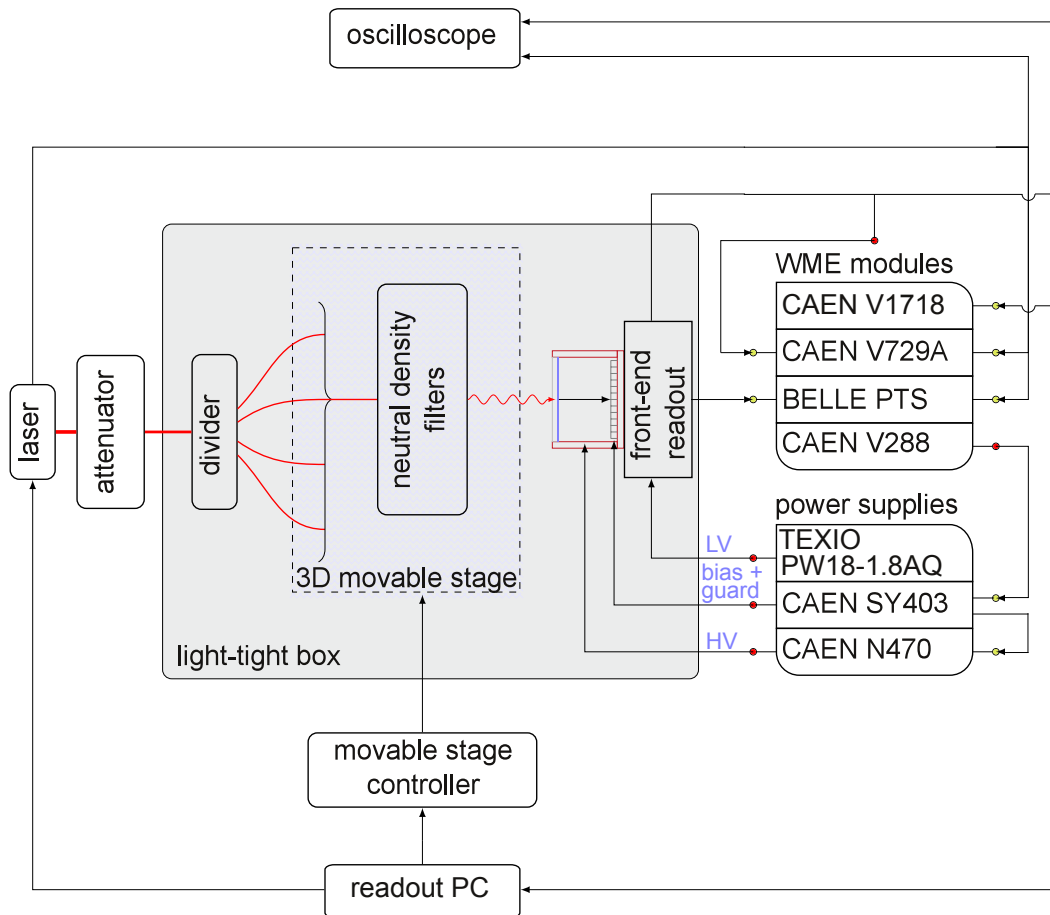 oscilloscope
WME modules
CAEN V1718
CAEN V729A
BELLE PTS
CAEN V288
laser
attenuator
divider
neutral density
filters
front-end
readout
3D movable stage
light-tight box
power supplies
TEXIO
PW18-1.8AQ
CAEN SY403
CAEN N470
LV
bias +
guard
HV
movable stage
controller
readout PC